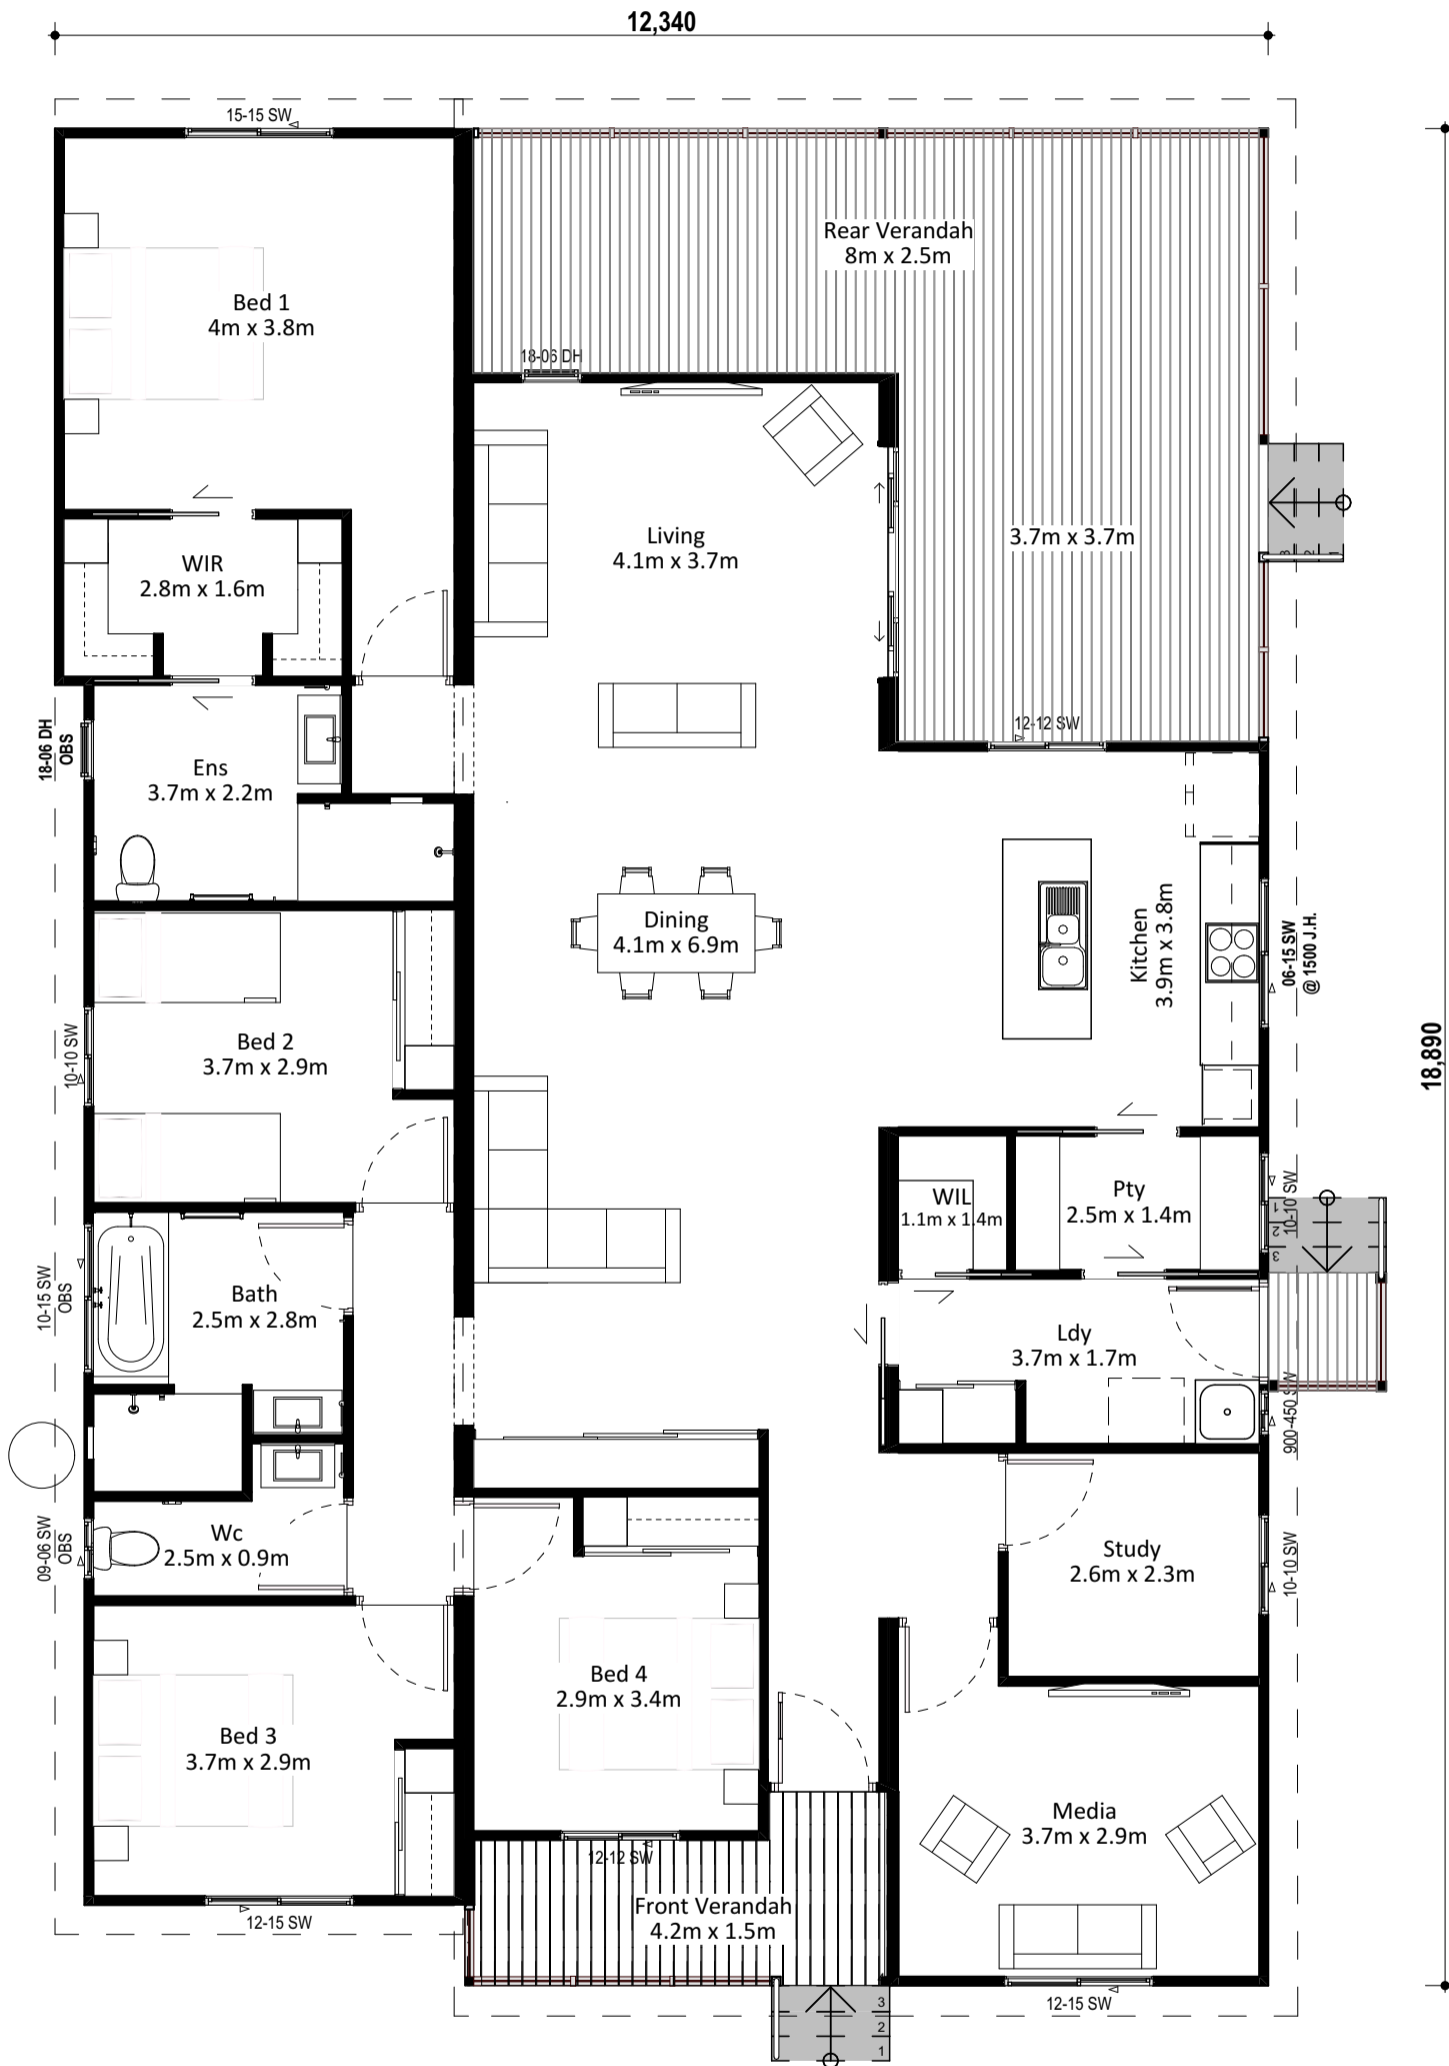 12,340
15-15 SW
Rear Verandah
8m x 2.5m
Bed 1
4m x 3.8m
18-06 DH
Living
4.1m x 3.7m
3.7m x 3.7m
3
2
1
WIR
2.8m x 1.6m
12-12 SW
18-06 DH
OBS
Ens
3.7m x 2.2m
Dining
4.1m x 6.9m
Kitchen
3.9m x 3.8m
06-15 SW
@ 1500 J.H.
Bed 2
3.7m x 2.9m
10-10 SW
18,890
WIL
1.1m x 1.4m
Pty
2.5m x 1.4m
10-10 SW
1
2
3
10-15 SW
OBS
Bath
2.5m x 2.8m
Ldy
3.7m x 1.7m
900-450 SW
09-06 SW
OBS
Wc
2.5m x 0.9m
Study
2.6m x 2.3m
10-10 SW
Bed 4
2.9m x 3.4m
Bed 3
3.7m x 2.9m
Media
3.7m x 2.9m
12-12 SW
Front Verandah
4.2m x 1.5m
12-15 SW
12-15 SW
3
2
1